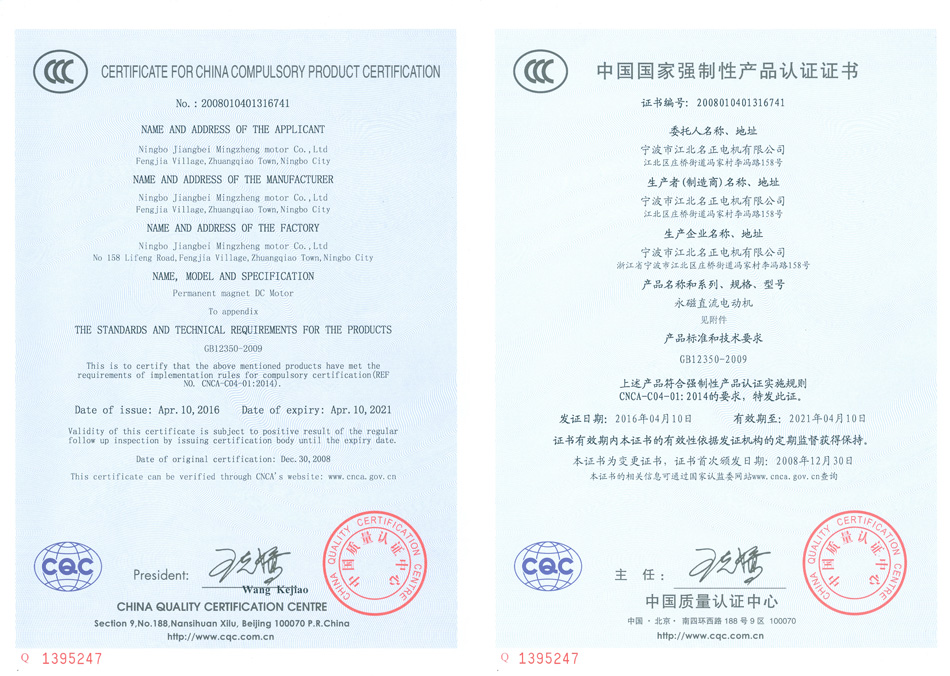 CERTIFICATE FOR CHINA COMPULSORY PRODUCT CERTIFICATION
No.: 2008010401316741
NAME AND ADDRESS OF THE APPLICANT
Ningbo Jiangbei Mingzheng motor Co.,Ltd
Fengjia Village,Zhuangqiao Town,Ningbo City
NAME AND ADDRESS OF THE MANUFACTURER
Ningbo Jiangbei Mingzheng motor Co.,Ltd
Fengjia Village,Zhuangqiao Town,Ningbo City
NAME AND ADDRESS OF THE FACTORY
Ningbo Jiangbei Mingzheng motor Co.,Ltd
No 158 Lifeng Road,Fengjia Village,Zhuangqiao Town,Ningbo City
NAME, MODEL AND SPECIFICATION
Permanent magnet DC Motor
To appendix
THE STANDARDS AND TECHNICAL REQUIREMENTS FOR THE PRODUCTS
GB12350-2009
This is to certify that the above mentioned products have met the
requirements of implementation rules for compulsory certification(REF
NO. CNCA-C04-01:2014).
Date of issue: Apr.10,2016 Date of expiry: Apr.10,2021
Validity of this certificate is subject to positive result of the regular
follow up inspection by issuing certification body until the expiry date.
Date of original certification: Dec.30,2008
This certificate can be verified through CNCA's website: www.cnca.gov.cn
CQC
President:
Wang Kejiao
CHINA QUALITY CERTIFICATION CENTRE
中国质量认证中心
CHINA QUALITY CERTIFICATION CENTRE
Section 9,No.188,Nansihuan Xilu, Beijing 100070 P.R.China
http://www.cqc.com.cn
Q 1395247
中国国家强制性产品认证证书
证书编号: 2008010401316741
委托人名称、地址
宁波市江北名正电机有限公司
江北区庄桥街道冯家村李冯路158号
生产者(制造商)名称、地址
宁波市江北名正电机有限公司
江北区庄桥街道冯家村李冯路158号
生产企业名称、地址
宁波市江北名正电机有限公司
浙江省宁波市江北区庄桥街道冯家村李冯路158号
产品名称和系列、规格、型号
永磁直流电动机
见附件
产品标准和技术要求
GB12350-2009
上述产品符合强制性产品认证实施规则
CNCA-C04-01:2014的要求，特发此证。
发证日期: 2016年04月10日 有效期至: 2021年04月10日
证书有效期内本证书的有效性依据发证机构的定期监督获得保持。
本证书为变更证书，证书首次颁发日期: 2008年12月30日
本证书的相关信息可通过国家认监委网站www.cnca.gov.cn查询
CQC
主 任:
CHINA QUALITY CERTIFICATION CENTRE
中国质量认证中心
中国质量认证中心
中国·北京·南四环西路188号9区 100070
http://www.cqc.com.cn
Q 1395247